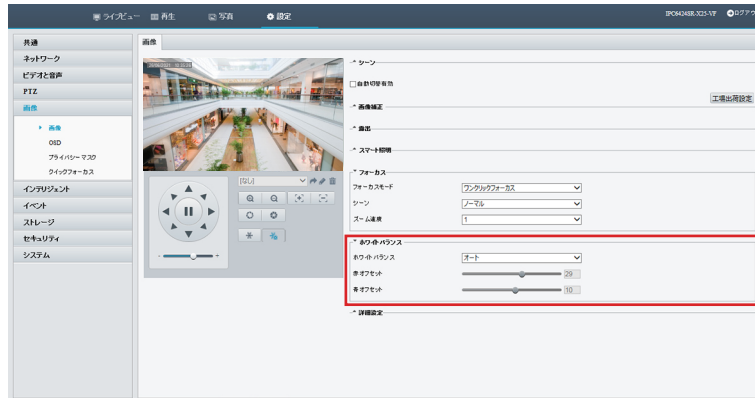 ライブビュー 再生 写真 設定 IPC6424SR-X25-VF
共通
ネットワーク
ビデオと音声
PTZ
画像
画像
OSD
プライバシーマスク
クイックフォーカス
インテリジェント
イベント
ストレージ
セキュリティ
システム
画像
[なし]
シーン
自動切替有効
工場出荷設定
画像補正
露出
スマート照明
フォーカス
フォーカスモード ワンクリックフォーカス
シーン ノーマル
ズーム速度 1
ホワイトバランス
ホワイトバランス オート
赤オフセット 29
青オフセット 10
詳細設定